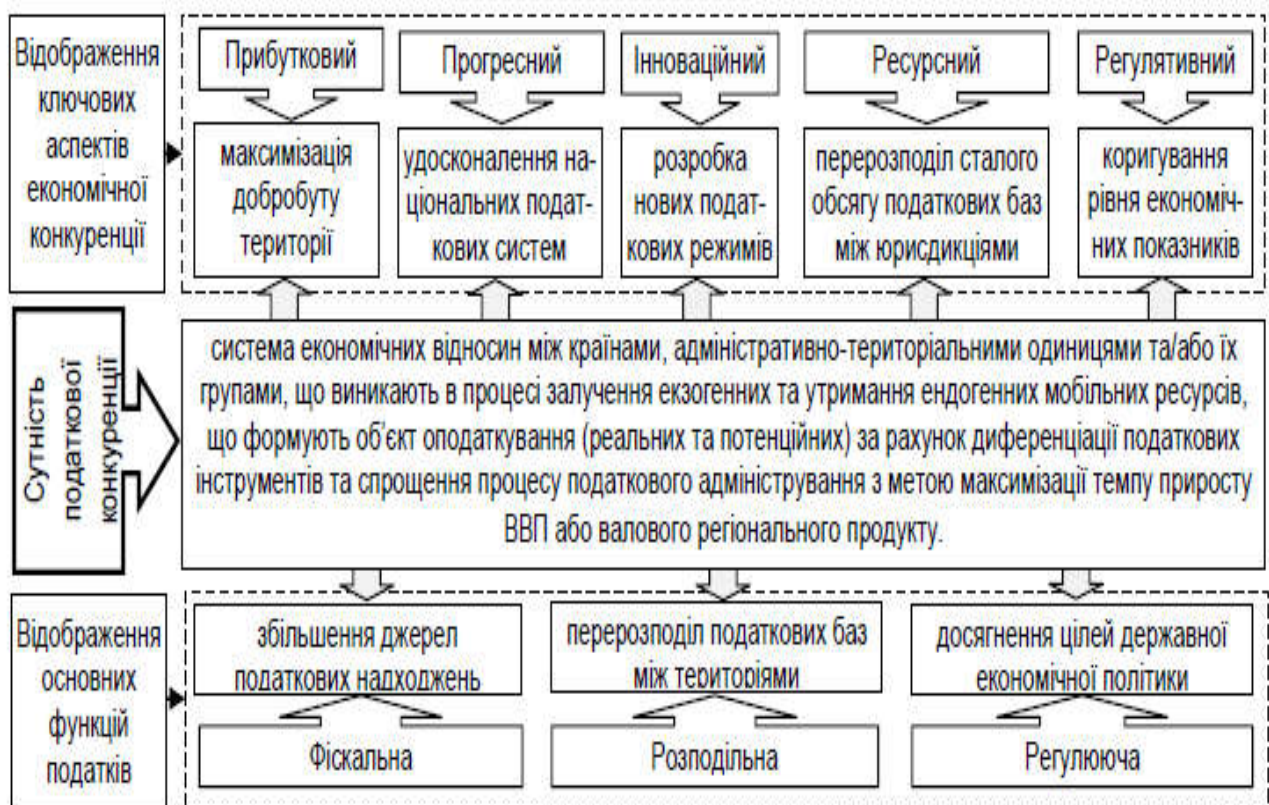 Відображення
ключових
аспектів
економічної
конкуренції
Прибутковий
Прогресний
Інноваційний
Ресурсний
Регулятивний
максимізація
добробуту
території
удосконалення на-
ціональних подат-
кових систем
розробка
нових подат-
кових режимів
перерозподіл сталого
обсягу податкових баз
між юрисдикціями
коригування
рівня економіч-
них показників
Сутність
податкової
конкуренції
система економічних відносин між країнами, адміністративно-територіальними одиницями та/або їх
групами, що виникають в процесі залучення екзогенних та утримання ендогенних мобільних ресурсів,
що формують об’єкт оподаткування (реальних та потенційних) за рахунок диференціації податкових
інструментів та спрощення процесу податкового адміністрування з метою максимізації темпу приросту
ВВП або валового регіонального продукту.
Відображення
основних
функцій
податків
збільшення джерел
податкових надходжень
перерозподіл податкових баз
між територіями
досягнення цілей державної
економічної політики
Фіскальна
Розподільна
Регулююча